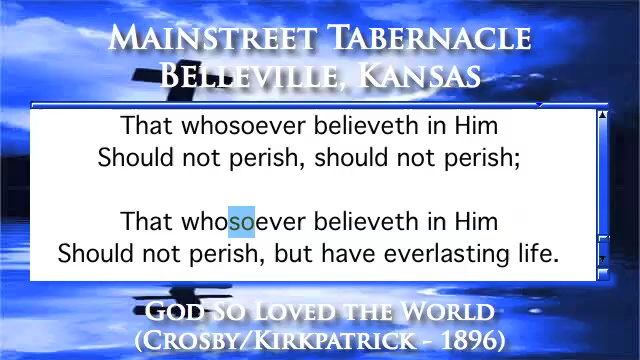 Mainstreet Tabernacle
Belleville, Kansas
That whosoever believeth in Him
Should not perish, should not perish;
That whosoever believeth in Him
Should not perish, but have everlasting life.
God So Loved the World
(Crosby/Kirkpatrick - 1896)